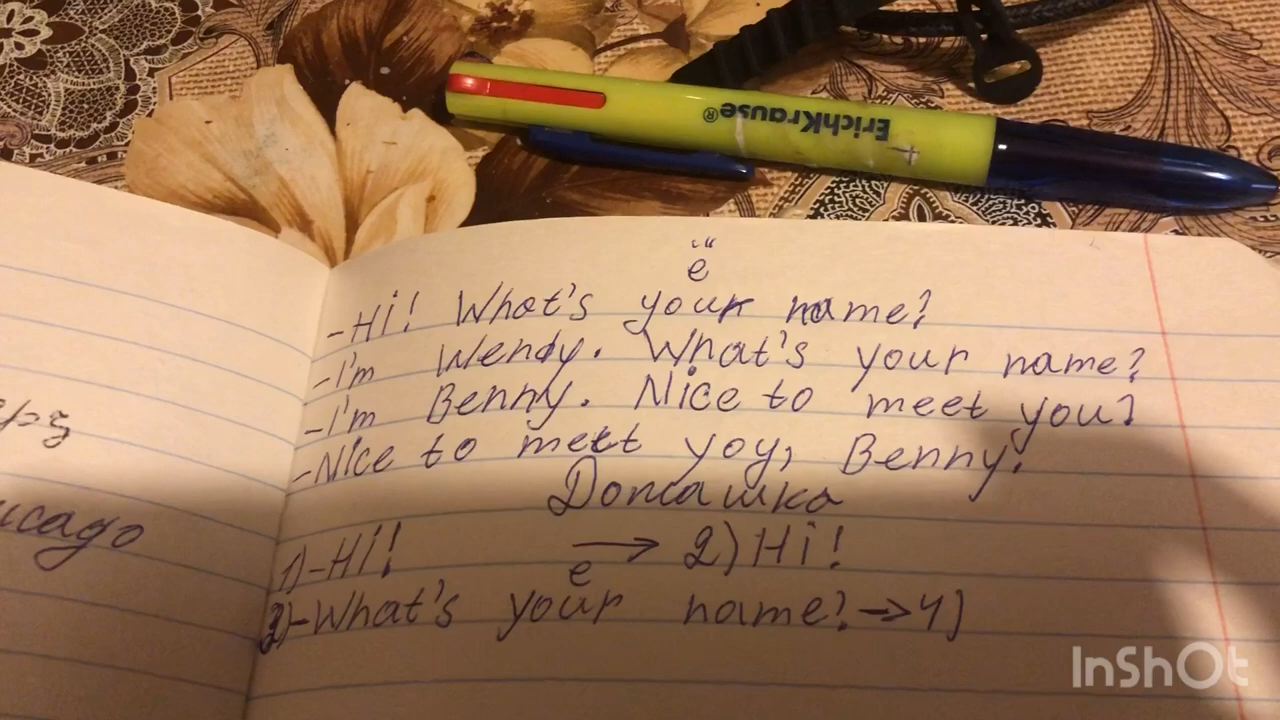 ErichKrause®
ё
е
-Hi! What's your name?
-I'm Wendy. What's your name?
-I'm Benny. Nice to meet you?
-Nice to meet yoy, Benny.
Домашка
1)-Hi! → 2) Hi!
е
3)-What's your name? → 4)
icago
InShOt